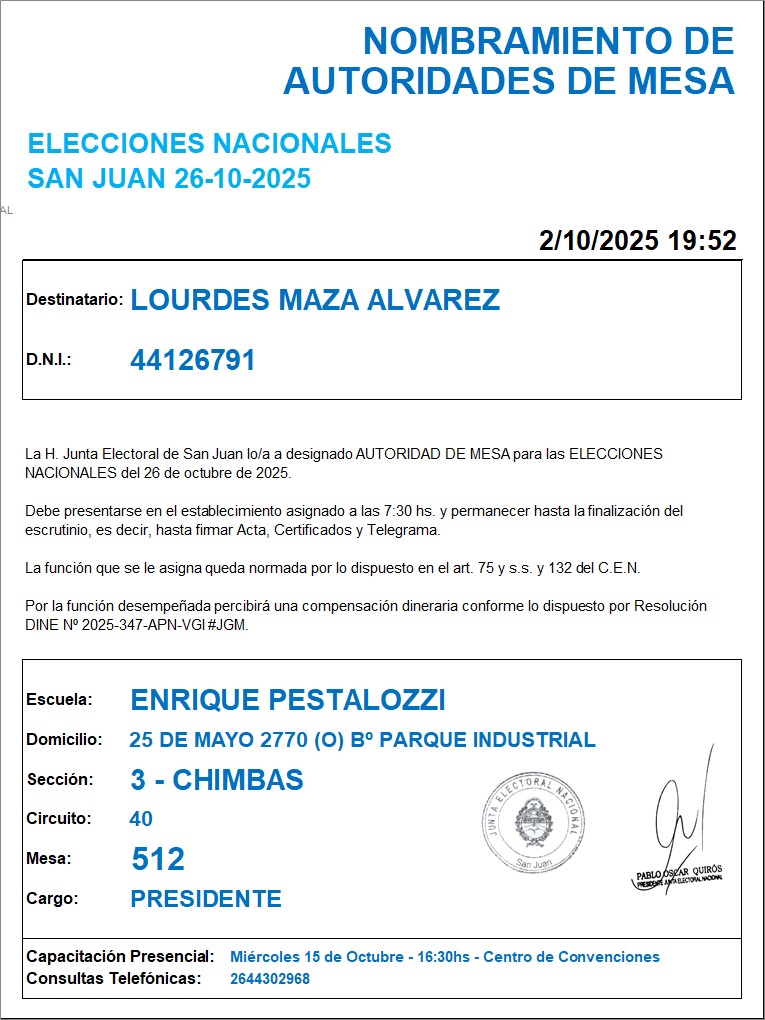 NOMBRAMIENTO DE
AUTORIDADES DE MESA
ELECCIONES NACIONALES
SAN JUAN 26-10-2025
AL
2/10/2025 19:52
Destinatario: LOURDES MAZA ALVAREZ
D.N.I.: 44126791
La H. Junta Electoral de San Juan lo/a a designado AUTORIDAD DE MESA para las ELECCIONES
NACIONALES del 26 de octubre de 2025.
Debe presentarse en el establecimiento asignado a las 7:30 hs. y permanecer hasta la finalización del
escrutinio, es decir, hasta firmar Acta, Certificados y Telegrama.
La función que se le asigna queda normada por lo dispuesto en el art. 75 y s.s. y 132 del C.E.N.
Por la función desempeñada percibirá una compensación dineraria conforme lo dispuesto por Resolución
DINE Nº 2025-347-APN-VGI#JGM.
Escuela: ENRIQUE PESTALOZZI
Domicilio: 25 DE MAYO 2770 (O) Bº PARQUE INDUSTRIAL
Sección: 3 - CHIMBAS
Circuito: 40
Mesa: 512
Cargo: PRESIDENTE
JUNTA ELECTORAL NACIONAL
San Juan
PABLO OSCAR QUIRÓS
PRESIDENTE JUNTA ELECTORAL NACIONAL
Capacitación Presencial: Miércoles 15 de Octubre - 16:30hs - Centro de Convenciones
Consultas Telefónicas: 2644302968